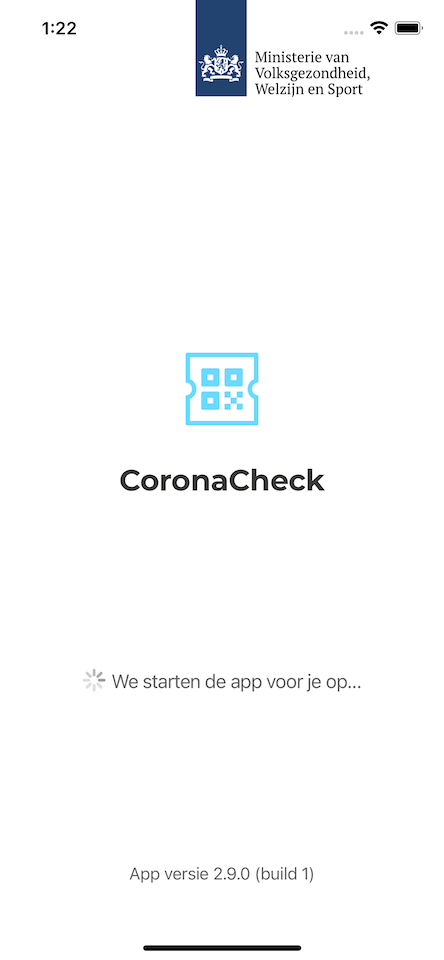 1:22
Ministerie van
Volksgezondheid,
Welzijn en Sport
CoronaCheck
We starten de app voor je op...
App versie 2.9.0 (build 1)